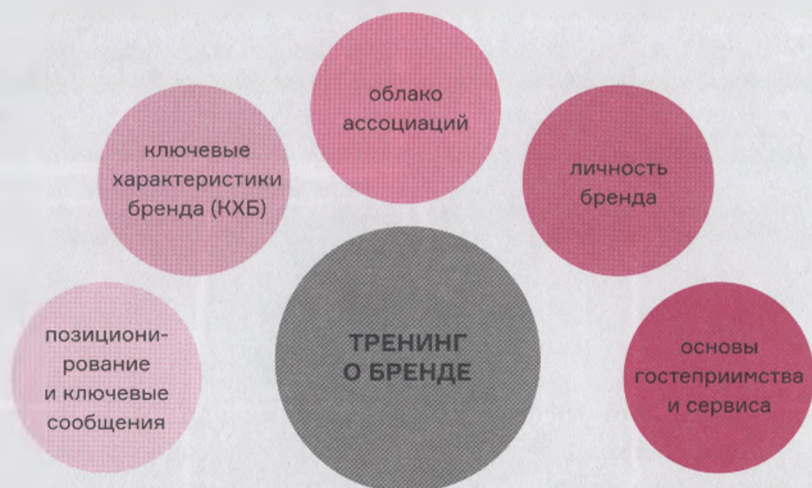 облако
ассоциаций
ключевые
характеристики
бренда (КХБ)
личность
бренда
позициони-
рование
и ключевые
сообщения
ТРЕНИНГ
О БРЕНДЕ
основы
гостеприимства
и сервиса